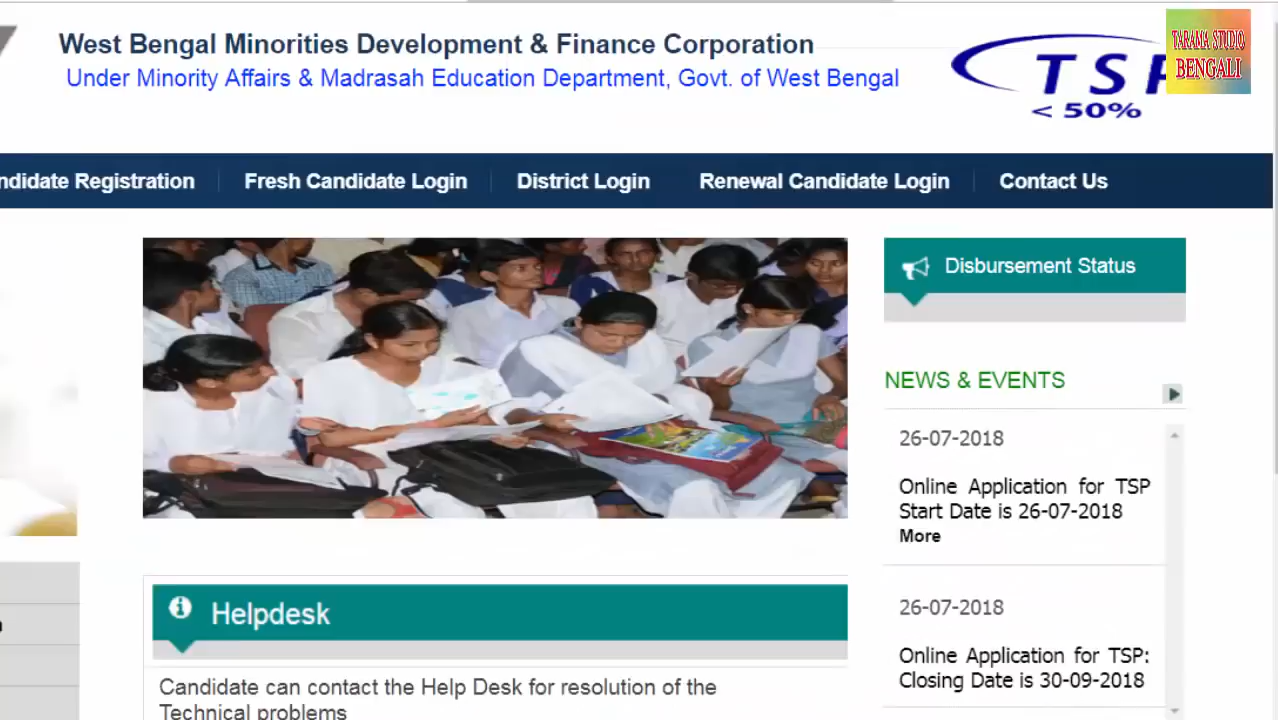 West Bengal Minorities Development & Finance Corporation
Under Minority Affairs & Madrasah Education Department, Govt. of West Bengal
TSP
< 50%
TARAMA STUDIO
BENGALI
ndidate Registration
Fresh Candidate Login
District Login
Renewal Candidate Login
Contact Us
Disbursement Status
NEWS & EVENTS
26-07-2018
Online Application for TSP
Start Date is 26-07-2018
More
26-07-2018
Online Application for TSP:
Closing Date is 30-09-2018
Helpdesk
Candidate can contact the Help Desk for resolution of the
Technical problems